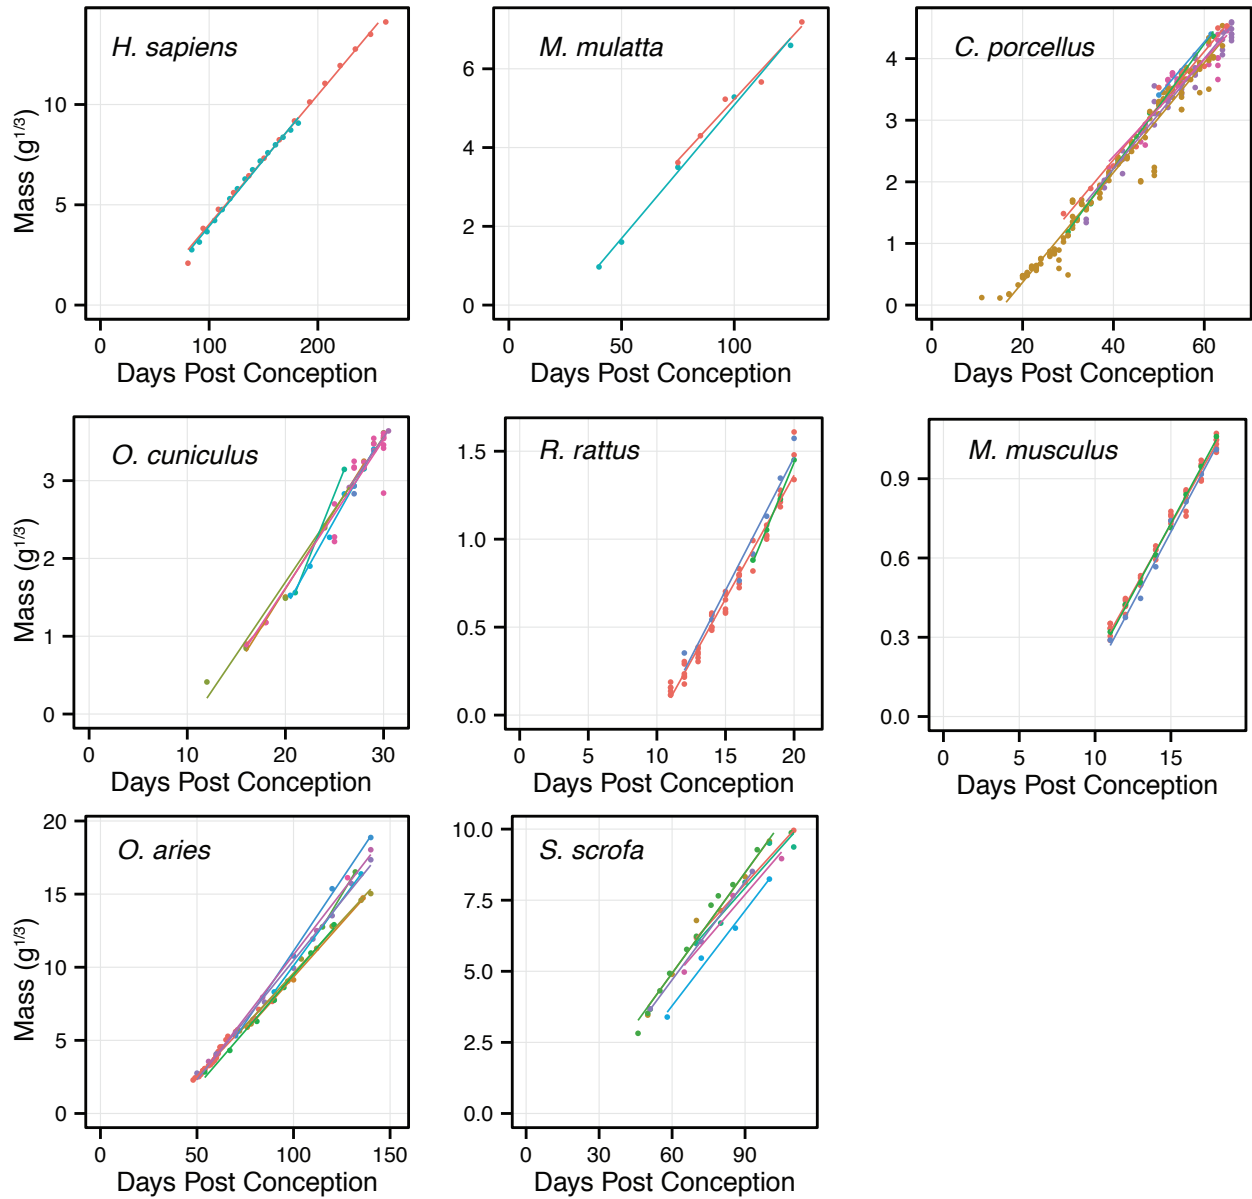 H. sapiens
M. mulatta
C. porcellus
Mass (g1/3)
10
5
0
6
4
2
0
4
3
2
1
0
0 100 200
0 50 100
0 20 40 60
Days Post Conception
Days Post Conception
Days Post Conception
O. cuniculus
R. rattus
M. musculus
Mass (g1/3)
3
2
1
0
1.5
1.0
0.5
0.0
0.9
0.6
0.3
0.0
0 10 20 30
0 5 10 15 20
0 5 10 15
Days Post Conception
Days Post Conception
Days Post Conception
O. aries
S. scrofa
Mass (g1/3)
20
15
10
5
0
10.0
7.5
5.0
2.5
0.0
0 50 100 150
0 30 60 90
Days Post Conception
Days Post Conception